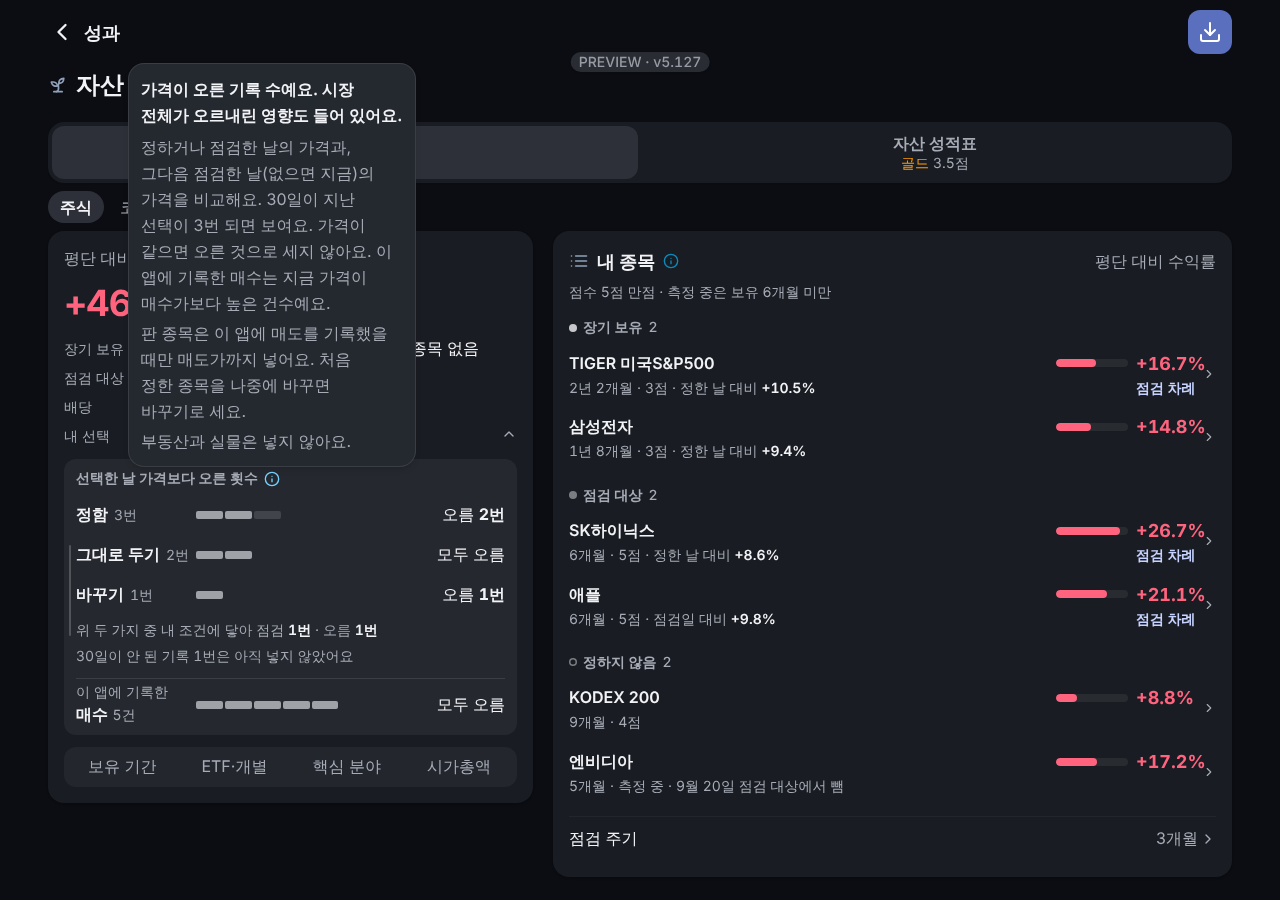 성과
PREVIEW · v5.127
자산
가격이 오른 기록 수예요. 시장
전체가 오르내린 영향도 들어 있어요.
정하거나 점검한 날의 가격과,
그다음 점검한 날(없으면 지금)의
가격을 비교해요. 30일이 지난
선택이 3번 되면 보여요. 가격이
같으면 오른 것으로 세지 않아요. 이
앱에 기록한 매수는 지금 가격이
매수가보다 높은 건수예요.
판 종목은 이 앱에 매도를 기록했을
때만 매도가까지 넣어요. 처음
정한 종목을 나중에 바꾸면
바꾸기로 세요.
부동산과 실물은 넣지 않아요.
자산 성적표
골드 3.5점
주식
평단 대비
+46
장기 보유
종목 없음
점검 대상
배당
내 선택
선택한 날 가격보다 오른 횟수
정함 3번 오름 2번
그대로 두기 2번 모두 오름
바꾸기 1번 오름 1번
위 두 가지 중 내 조건에 닿아 점검 1번 · 오름 1번
30일이 안 된 기록 1번은 아직 넣지 않았어요
이 앱에 기록한
매수 5건 모두 오름
보유 기간 ETF·개별 핵심 분야 시가총액
내 종목 평단 대비 수익률
점수 5점 만점 · 측정 중은 보유 6개월 미만
장기 보유 2
TIGER 미국S&P500 +16.7%
2년 2개월 · 3점 · 정한 날 대비 +10.5% 점검 차례
삼성전자 +14.8%
1년 8개월 · 3점 · 정한 날 대비 +9.4%
점검 대상 2
SK하이닉스 +26.7%
6개월 · 5점 · 정한 날 대비 +8.6% 점검 차례
애플 +21.1%
6개월 · 5점 · 점검일 대비 +9.8% 점검 차례
정하지 않음 2
KODEX 200 +8.8%
9개월 · 4점
엔비디아 +17.2%
5개월 · 측정 중 · 9월 20일 점검 대상에서 뺌
점검 주기 3개월